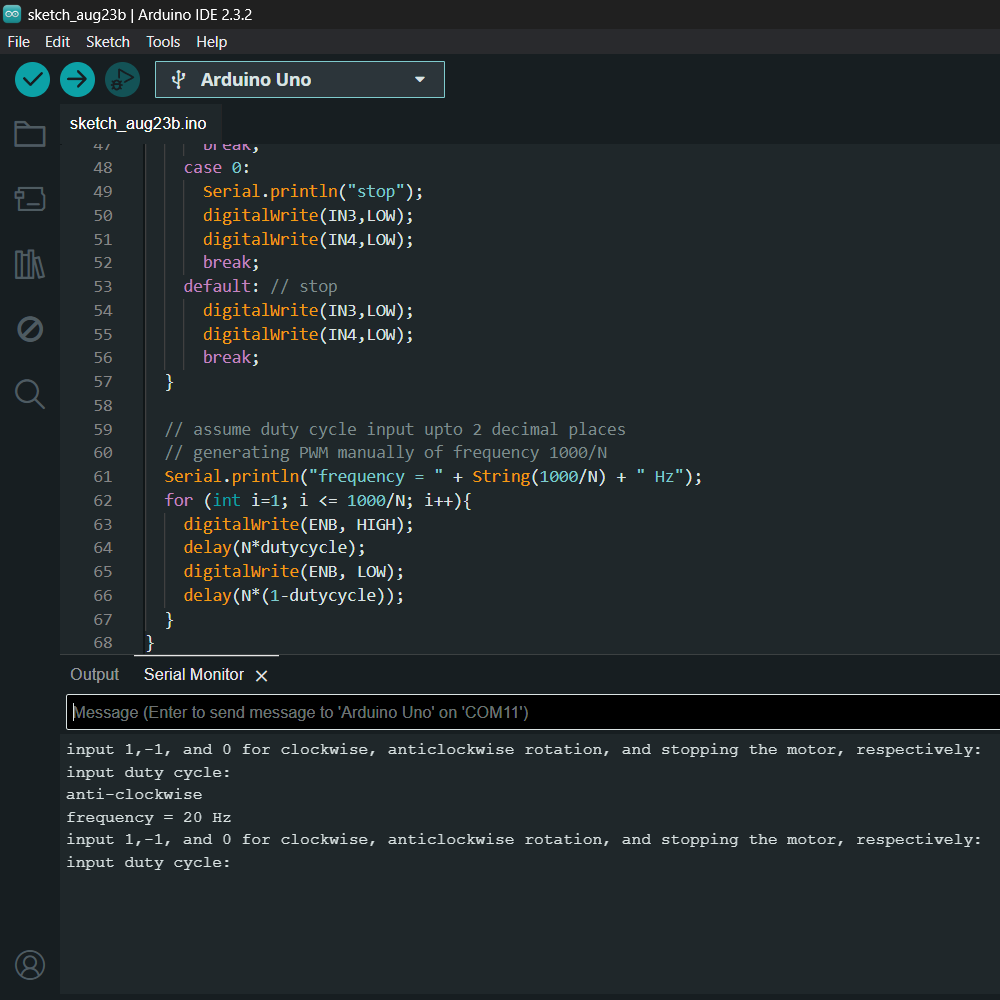 sketch_aug23b | Arduino IDE 2.3.2
File Edit Sketch Tools Help
Arduino Uno
sketch_aug23b.ino
47 break;
48 case 0:
49 Serial.println("stop");
50 digitalWrite(IN3,LOW);
51 digitalWrite(IN4,LOW);
52 break;
53 default: // stop
54 digitalWrite(IN3,LOW);
55 digitalWrite(IN4,LOW);
56 break;
57 }
58
59 // assume duty cycle input upto 2 decimal places
60 // generating PWM manually of frequency 1000/N
61 Serial.println("frequency = " + String(1000/N) + " Hz");
62 for (int i=1; i <= 1000/N; i++){
63 digitalWrite(ENB, HIGH);
64 delay(N*dutycycle);
65 digitalWrite(ENB, LOW);
66 delay(N*(1-dutycycle));
67 }
68 }
Output Serial Monitor
Message (Enter to send message to 'Arduino Uno' on 'COM11')
input 1,-1, and 0 for clockwise, anticlockwise rotation, and stopping the motor, respectively:
input duty cycle:
anti-clockwise
frequency = 20 Hz
input 1,-1, and 0 for clockwise, anticlockwise rotation, and stopping the motor, respectively:
input duty cycle: